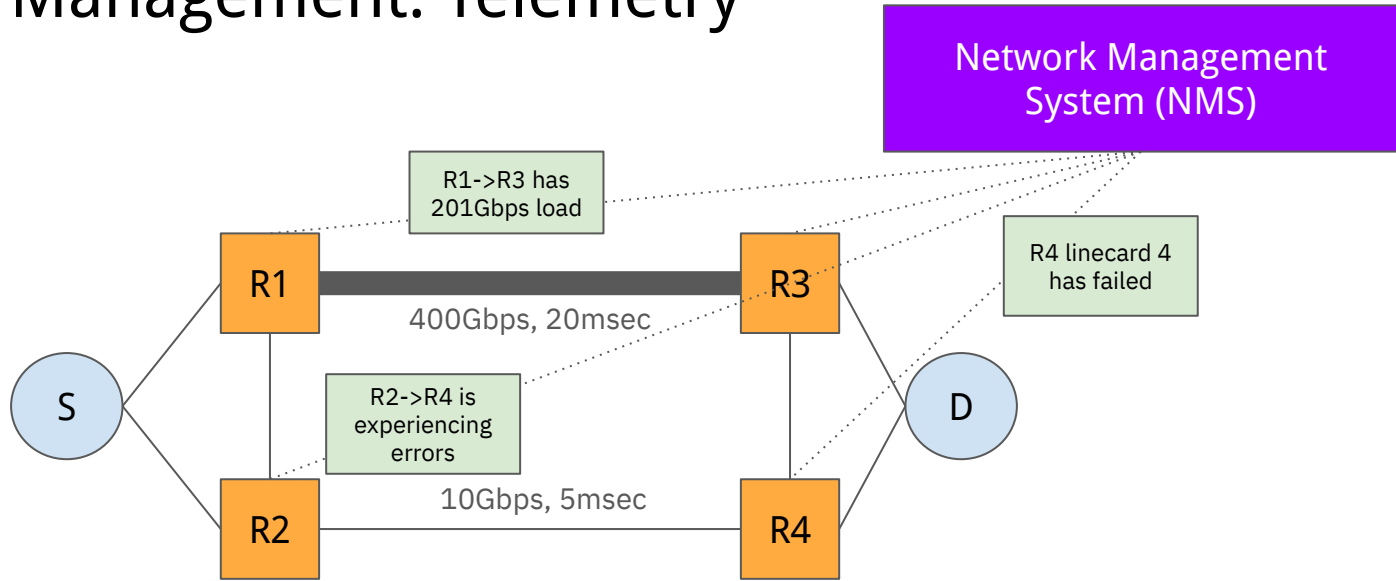 Management: Telemetry
Network Management
System (NMS)
R1->R3 has
201Gbps load
R4 linecard 4
has failed
R1
R3
400Gbps, 20msec
S
D
R2->R4 is
experiencing
errors
10Gbps, 5msec
R2
R4